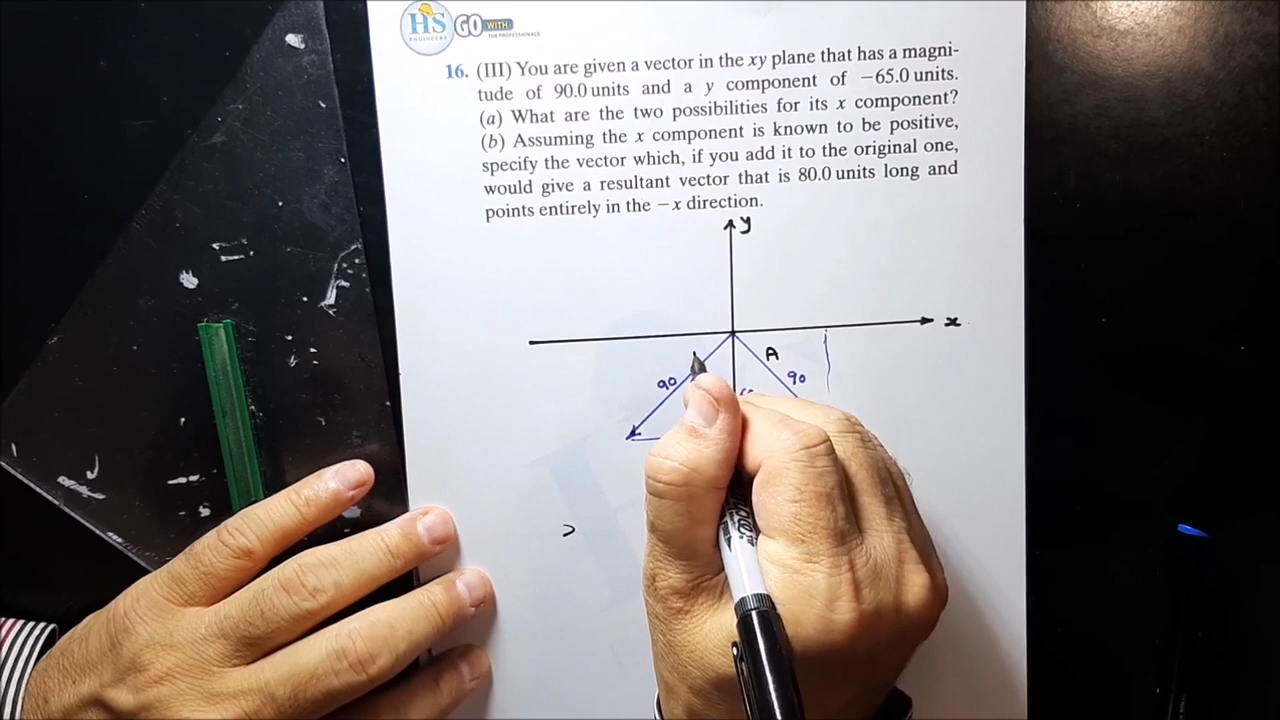 HS
ENGINEERS
GO WITH
THE PROFESSIONALS
16. (III) You are given a vector in the xy plane that has a magni-
tude of 90.0 units and a y component of −65.0 units.
(a) What are the two possibilities for its x component?
(b) Assuming the x component is known to be positive,
specify the vector which, if you add it to the original one,
would give a resultant vector that is 80.0 units long and
points entirely in the −x direction.
y
x
A
90
90